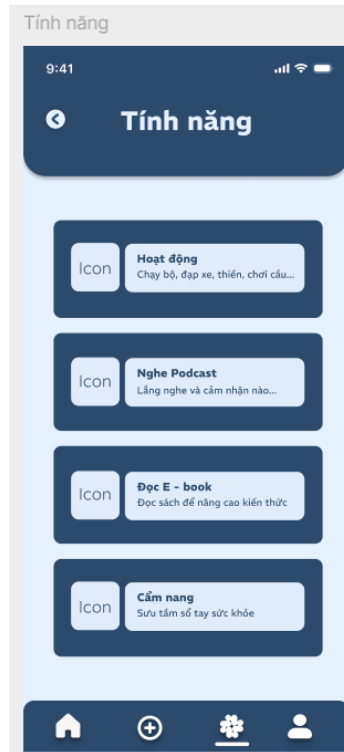 Tính năng
9:41
Tính năng
Icon
Hoạt động
Chạy bộ, đạp xe, thiền, chơi cầu...
Icon
Nghe Podcast
Lắng nghe và cảm nhận nào...
Icon
Đọc E - book
Đọc sách để nâng cao kiến thức
Icon
Cẩm nang
Sưu tầm sổ tay sức khỏe